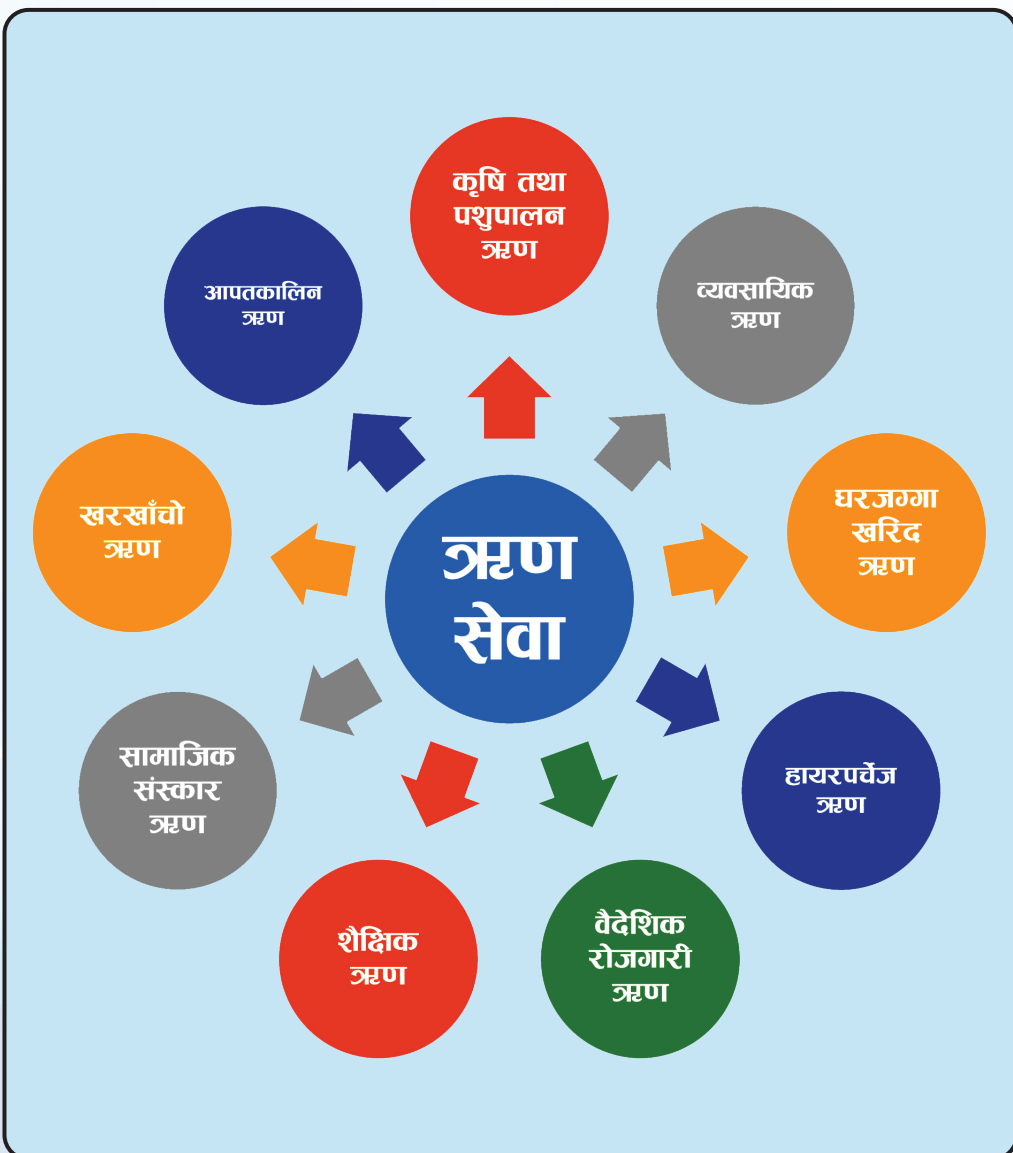 ऋण
सेवा
कृषि तथा
पशुपालन
ऋण
व्यवसायिक
ऋण
घरजग्गा
खरिद
ऋण
हायरपर्चेज
ऋण
वैदेशिक
रोजगारी
ऋण
शैक्षिक
ऋण
सामाजिक
संस्कार
ऋण
खरखाँचो
ऋण
आपतकालिन
ऋण